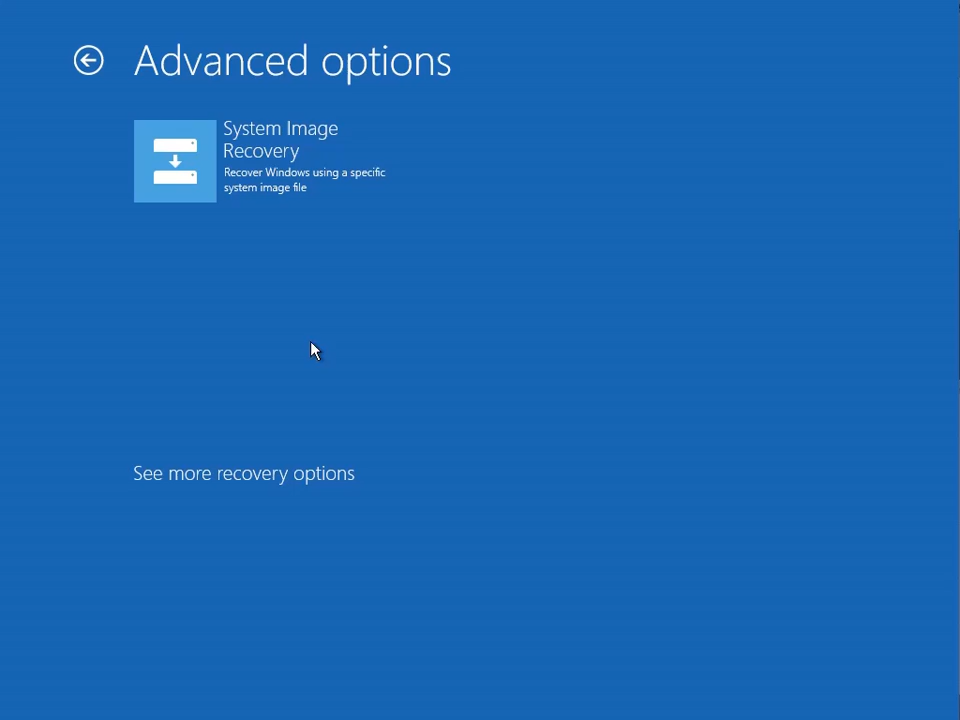 Advanced options
System Image
Recovery
Recover Windows using a specific
system image file
See more recovery options